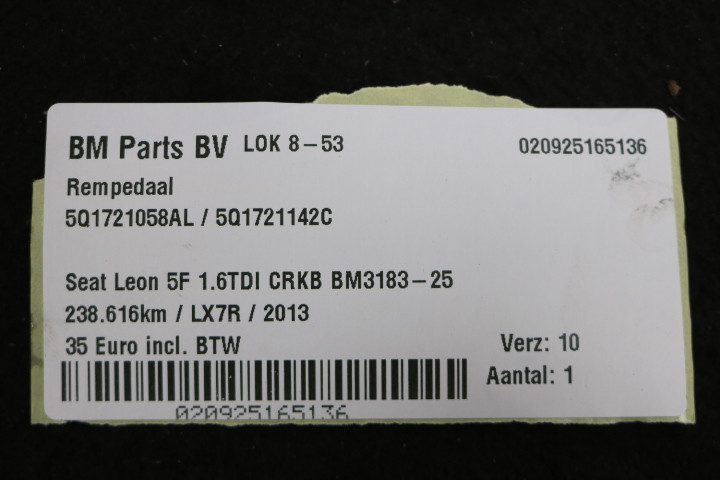 BM Parts BV LOK 8-53 020925165136
Rempedaal
5Q1721058AL / 5Q1721142C
Seat Leon 5F 1.6TDI CRKB BM3183-25
238.616km / LX7R / 2013
35 Euro incl. BTW Verz: 10
Aantal: 1
020925165136